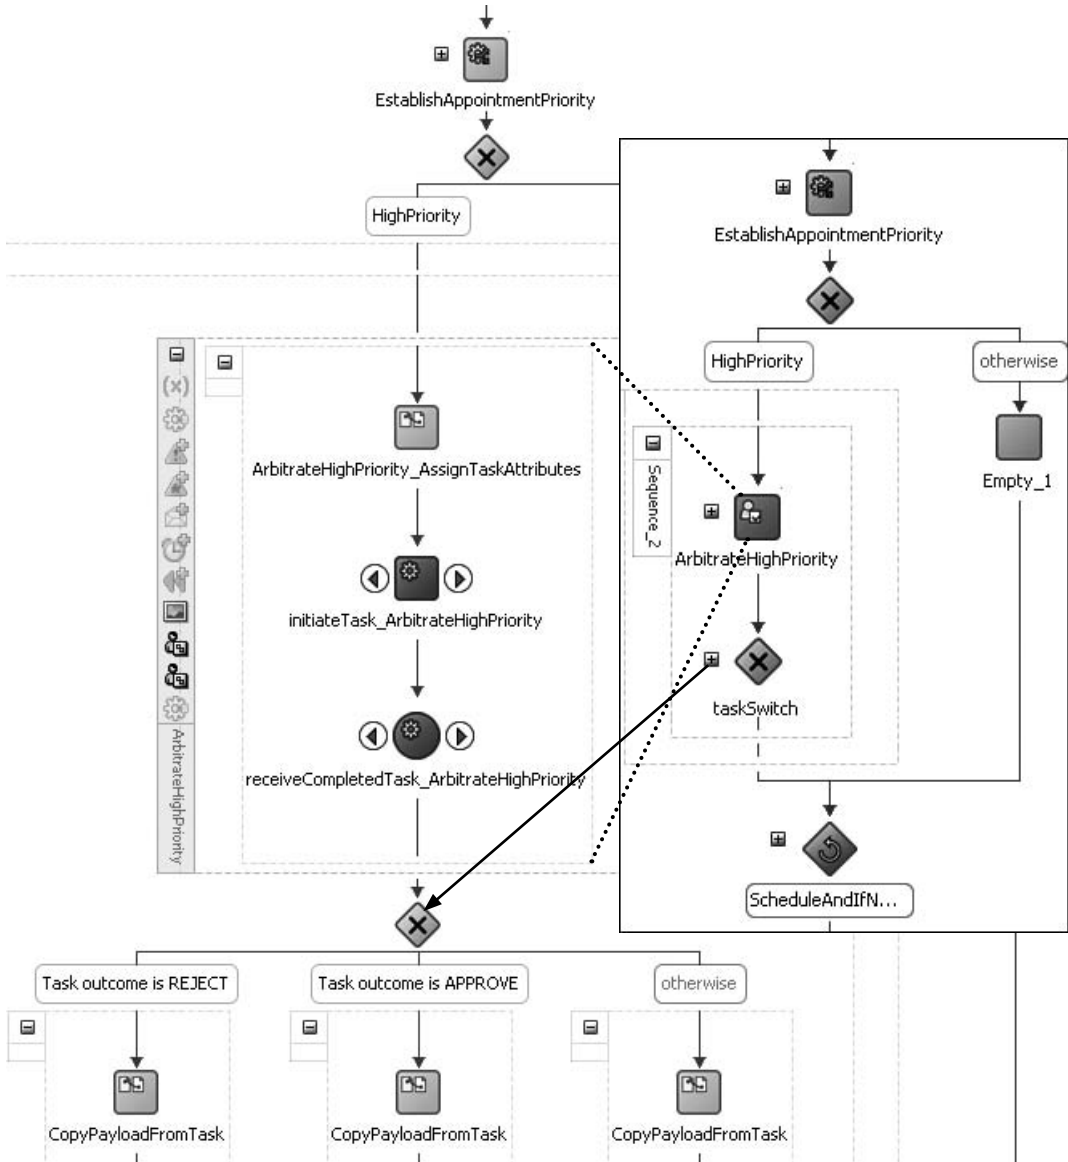 EstablishAppointmentPriority
HighPriority
ArbitrateHighPriority_AssignTaskAttributes
initiateTask_ArbitrateHighPriority
receiveCompletedTask_ArbitrateHighPriority
ArbitrateHighPriority
Task outcome is REJECT
Task outcome is APPROVE
otherwise
CopyPayloadFromTask
CopyPayloadFromTask
CopyPayloadFromTask
EstablishAppointmentPriority
HighPriority
otherwise
Empty_1
Sequence_2
ArbitrateHighPriority
taskSwitch
ScheduleAndIfN...